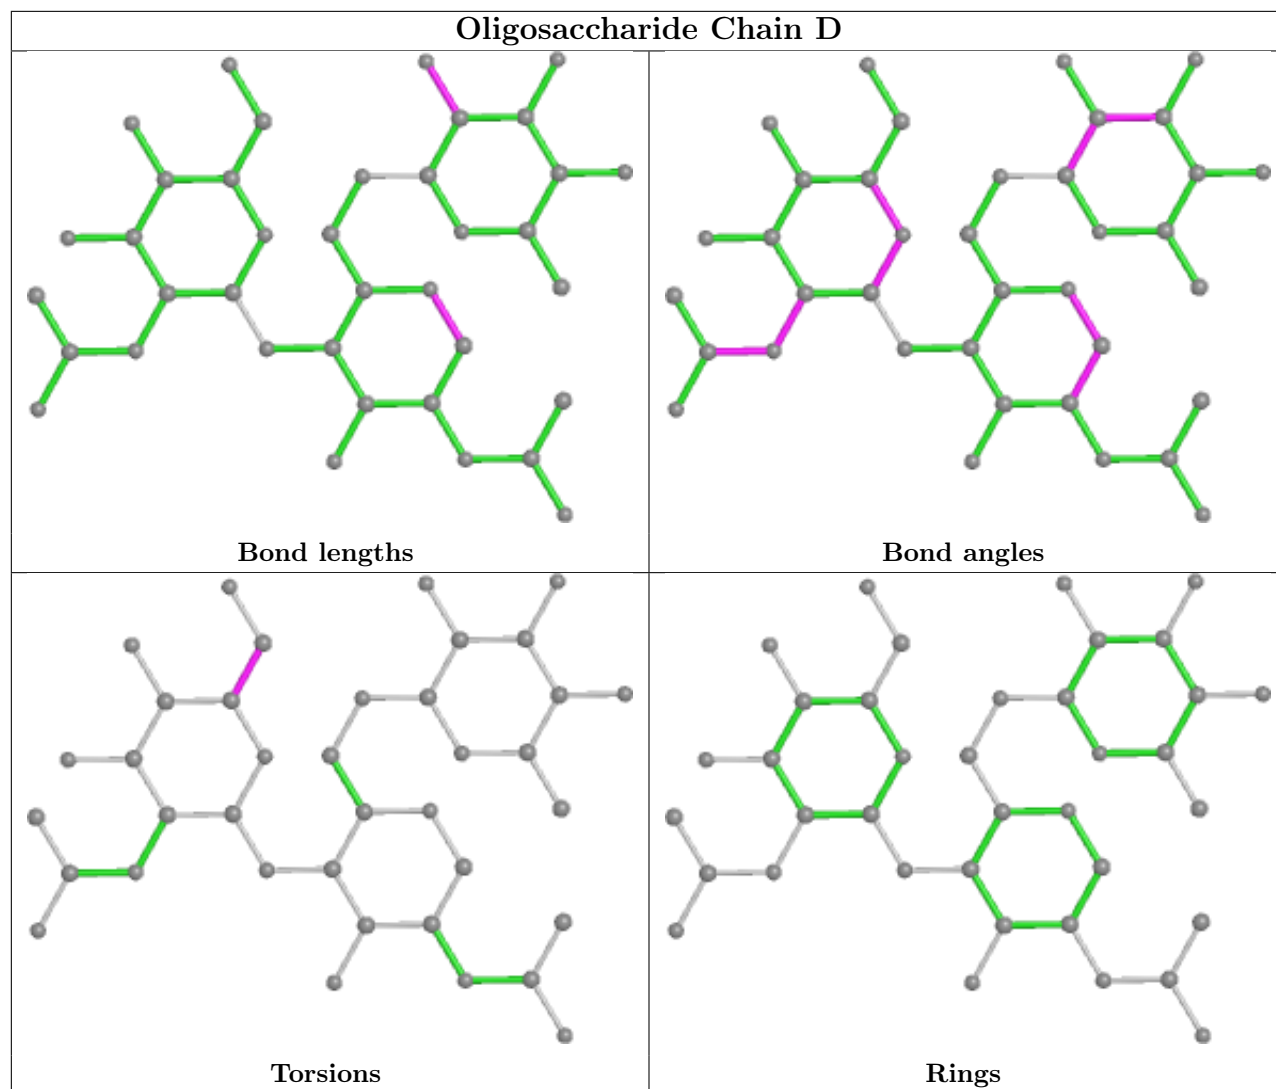 Oligosaccharide Chain D
Bond lengths
Bond angles
Torsions
Rings